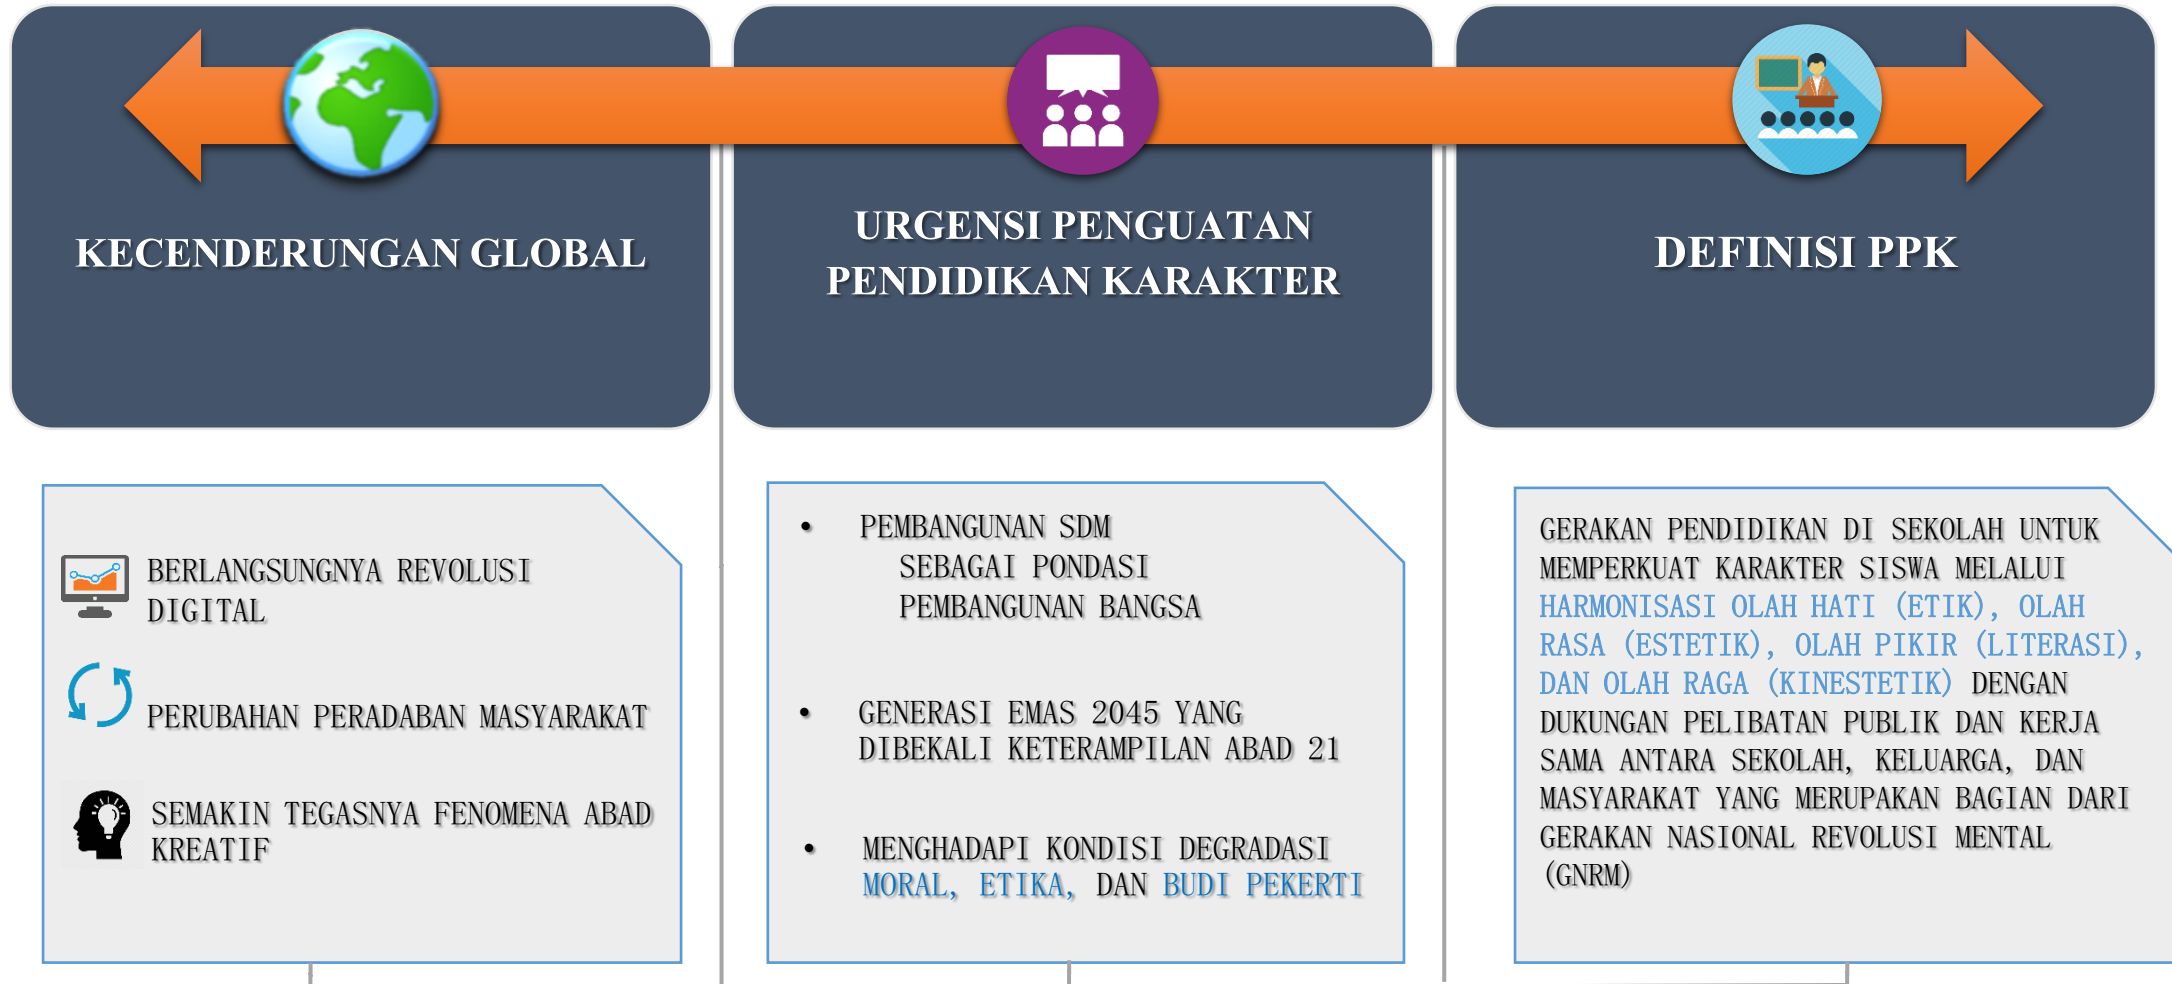 KECENDERUNGAN GLOBAL
URGENSI PENGUATAN
PENDIDIKAN KARAKTER
DEFINISI PPK
BERLANGSUNGNYA REVOLUSI
DIGITAL
PERUBAHAN PERADABAN MASYARAKAT
SEMAKIN TEGASNYA FENOMENA ABAD
KREATIF
• PEMBANGUNAN SDM
SEBAGAI PONDASI
PEMBANGUNAN BANGSA
• GENERASI EMAS 2045 YANG
DIBEKALI KETERAMPILAN ABAD 21
• MENGHADAPI KONDISI DEGRADASI
MORAL, ETIKA, DAN BUDI PEKERTI
GERAKAN PENDIDIKAN DI SEKOLAH UNTUK
MEMPERKUAT KARAKTER SISWA MELALUI
HARMONISASI OLAH HATI (ETIK), OLAH
RASA (ESTETIK), OLAH PIKIR (LITERASI),
DAN OLAH RAGA (KINESTETIK) DENGAN
DUKUNGAN PELIBATAN PUBLIK DAN KERJA
SAMA ANTARA SEKOLAH, KELUARGA, DAN
MASYARAKAT YANG MERUPAKAN BAGIAN DARI
GERAKAN NASIONAL REVOLUSI MENTAL
(GNRM)